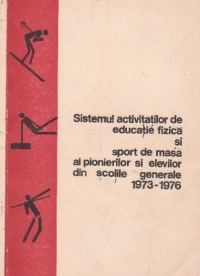 Sistemul activitatilor de
educație fizica
si
sport de masa
al pionierilor si elevilor
din scolile generale
1973-1976